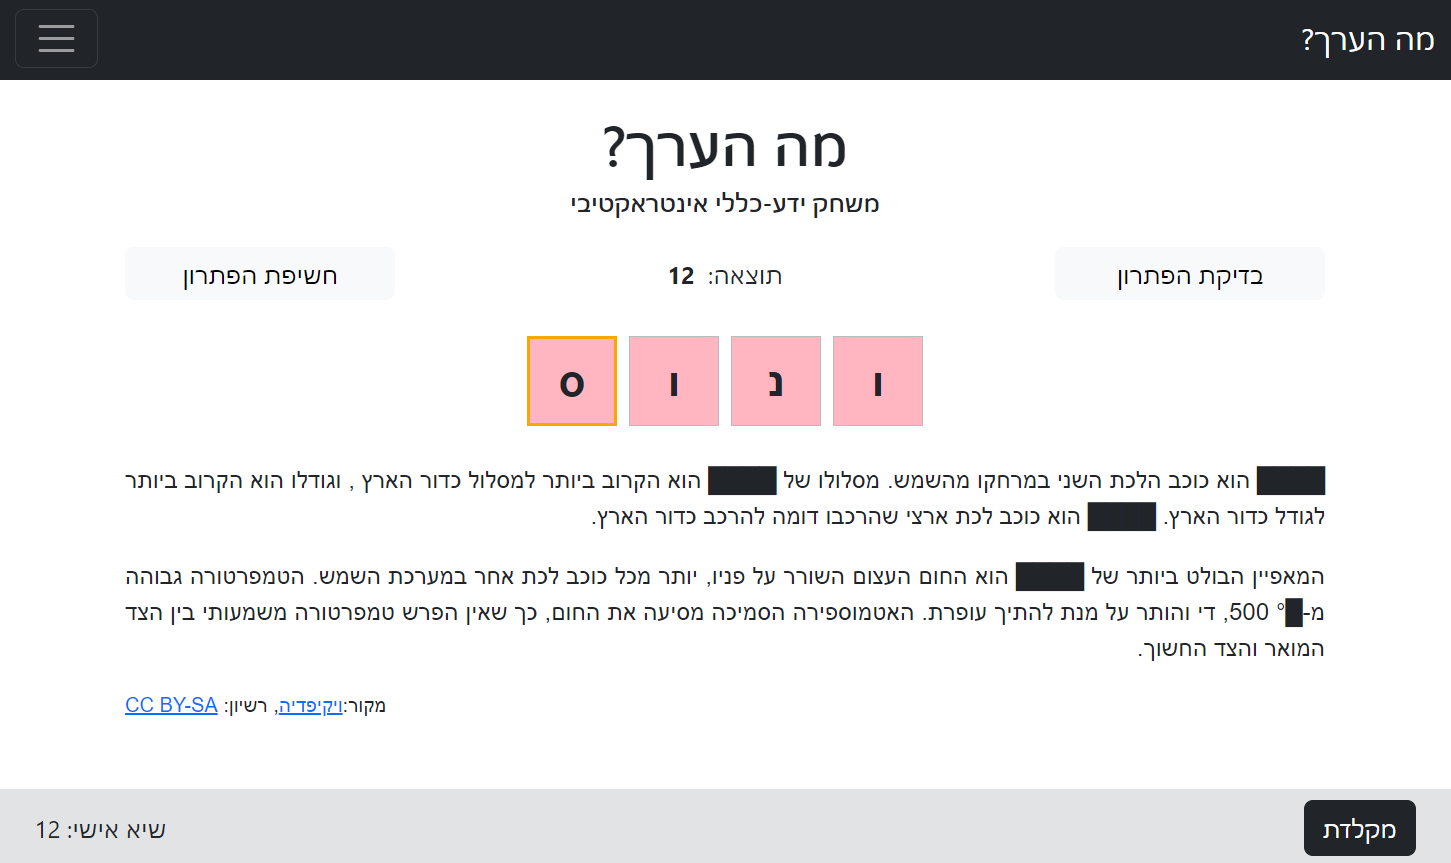 מה הערך?
מה הערך?
משחק ידע-כללי אינטראקטיבי
בדיקת הפתרון
תוצאה: 12
חשיפת הפתרון
ו נ ו ס
הוא כוכב הלכת השני במרחקו מהשמש. מסלולו של הוא הקרוב ביותר למסלול כדור הארץ , וגודלו הוא הקרוב ביותר
לגודל כדור הארץ. הוא כוכב לכת ארצי שהרכבו דומה להרכב כדור הארץ.
המאפיין הבולט ביותר של הוא החום העצום השורר על פניו, יותר מכל כוכב לכת אחר במערכת השמש. הטמפרטורה גבוהה
מ-° 500, די והותר על מנת להתיך עופרת. האטמוספירה הסמיכה מסיעה את החום, כך שאין הפרש טמפרטורה משמעותי בין הצד
המואר והצד החשוך.
מקור:ויקיפדיה, רשיון: CC BY-SA
מקלדת
שיא אישי: 12